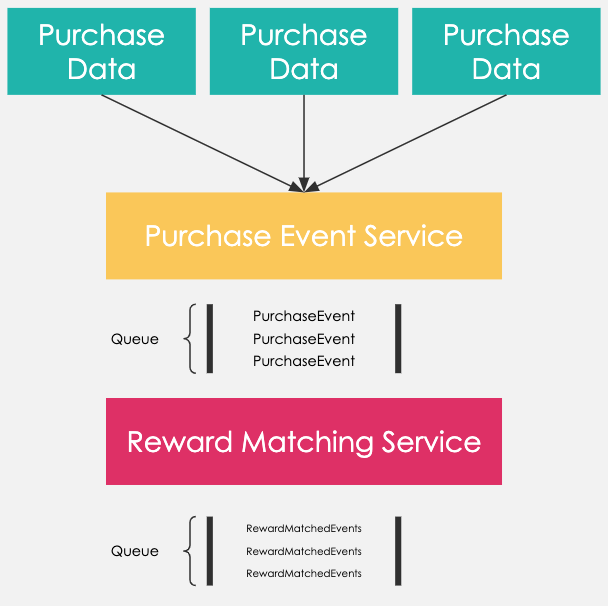 Purchase
Data
Purchase
Data
Purchase
Data
Purchase Event Service
Queue
PurchaseEvent
PurchaseEvent
PurchaseEvent
Reward Matching Service
Queue
RewardMatchedEvents
RewardMatchedEvents
RewardMatchedEvents